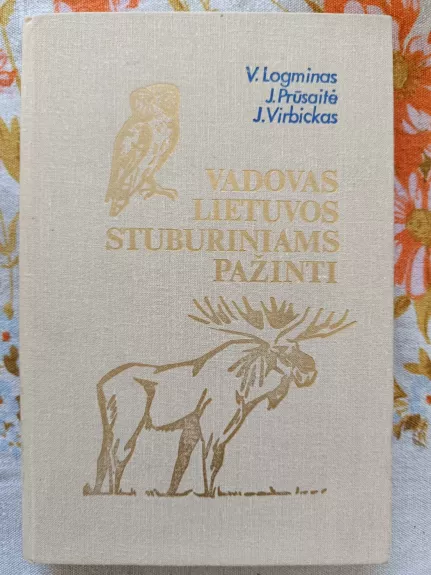 V. Logminas
J. Prūsaitė
J. Virbickas
VADOVAS
LIETUVOS
STUBURINIAMS
PAŽINTI